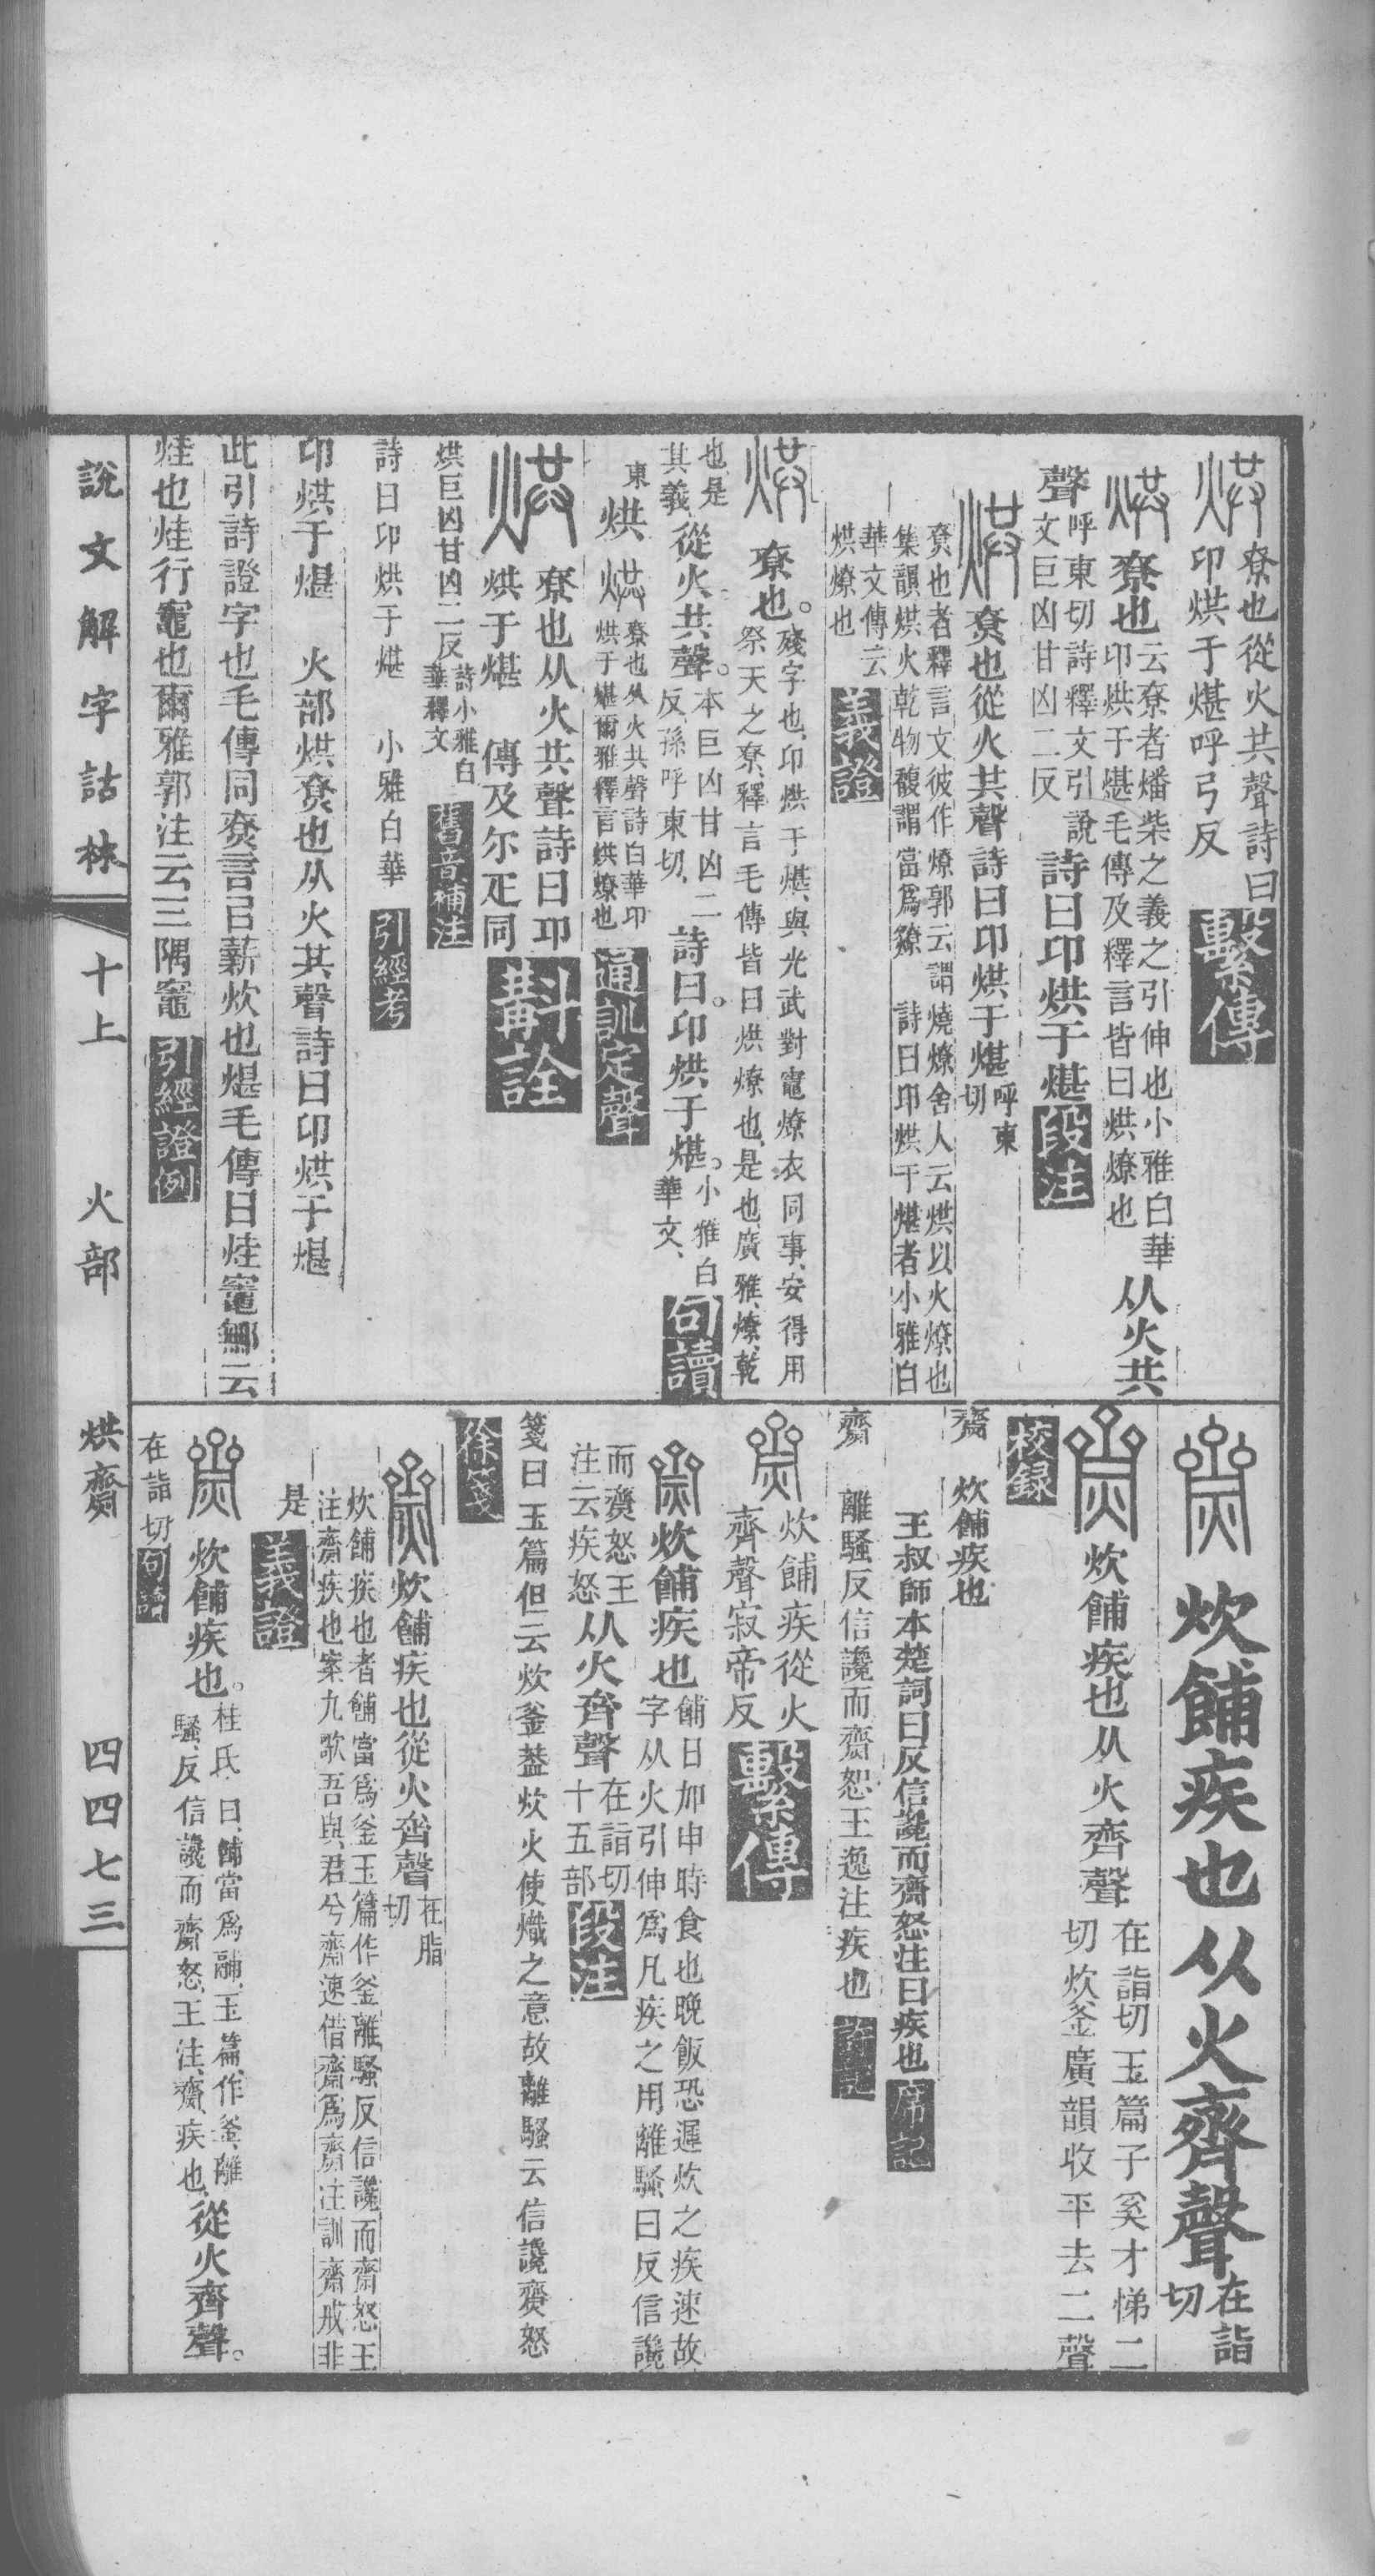 尞也從火共聲詩曰
卬烘于煁呼弓反
繫傳
尞也
云尞者燔柴之義之引伸也小雅白華
卬烘于煁毛傳及釋言皆曰烘燎也
从火共
聲
呼東切詩釋文引說
文巨凶甘凶二反
詩曰卬烘于煁
段注
尞也從火共聲詩曰卬烘于煁
呼東
切
尞也者釋言文彼作燎郭云謂燒燎舍人云烘以火燎也
集韻烘火乾物馥謂當爲爒 詩曰卬烘于煁者小雅白
華文傳云
烘燎也
義證
尞也。
殘字也、卬烘于煁、與光武對竈燎衣同事、安得用
祭天之尞、釋言毛傳皆曰烘燎也、是也、廣雅、燎、乾
也、是
其義
從火共聲。
本巨凶甘凶二
反、孫呼東切、
詩曰。卬烘于煁。
小雅白
華文、
句讀
東
烘
尞也从火共聲詩白華卬
烘于煁爾雅釋言烘燎也
通訓定聲
尞也从火共聲詩曰卬
烘于煁 傳及尔疋同
斠詮
烘巨凶甘凶二反
詩小雅白
華釋文
舊音補注
詩曰卬烘于煁 小雅白華
引經考
卬烘于煁 火部烘尞也从火共聲詩曰卬烘于煁
此引詩證字也毛傳同尞言㠯薪炊也煁毛傳曰烓竈鄦云
烓也烓行竈也爾雅郭注云三隅竈
引經證例
炊餔疾也从火齊聲
在詣
切
炊餔疾也从火齊聲
在詣切玉篇子奚才悌二
切炊釜廣韻收平去二聲
校録
齌 炊餔疾也
王叔師本楚詞曰反信讒而齌怒注曰疾也
席記
齌 離騷反信讒而齌怒王逸注疾也
炊餔疾從火
齊聲寂帝反
繫傳
炊餔疾也
餔日加申時食也晚飯恐遲炊之疾速故
字从火引伸爲凡疾之用離騷曰反信讒
而齌怒王
注云疾怒
从火齊聲
在詣切
十五部
段注
箋曰玉篇但云炊釜葢炊火使熾之意故離騷云信讒齌怒
徐箋
炊餔疾也從火齊聲
在脂
切
炊餔疾也者餔當爲釜玉篇作釜離騷反信讒而齌怒王
注齌疾也案九歌吾與君兮齌速借齌爲齋注訓齋戒非
是
義證
炊餔疾也。
桂氏曰、餔當爲䩉、玉篇、作釜、離
騷、反信讒而齌怒、王注、齌、疾也、
從火齊聲。
在詣切
句讀
說文解字詁林 十上 火部 烘齌 四四七三